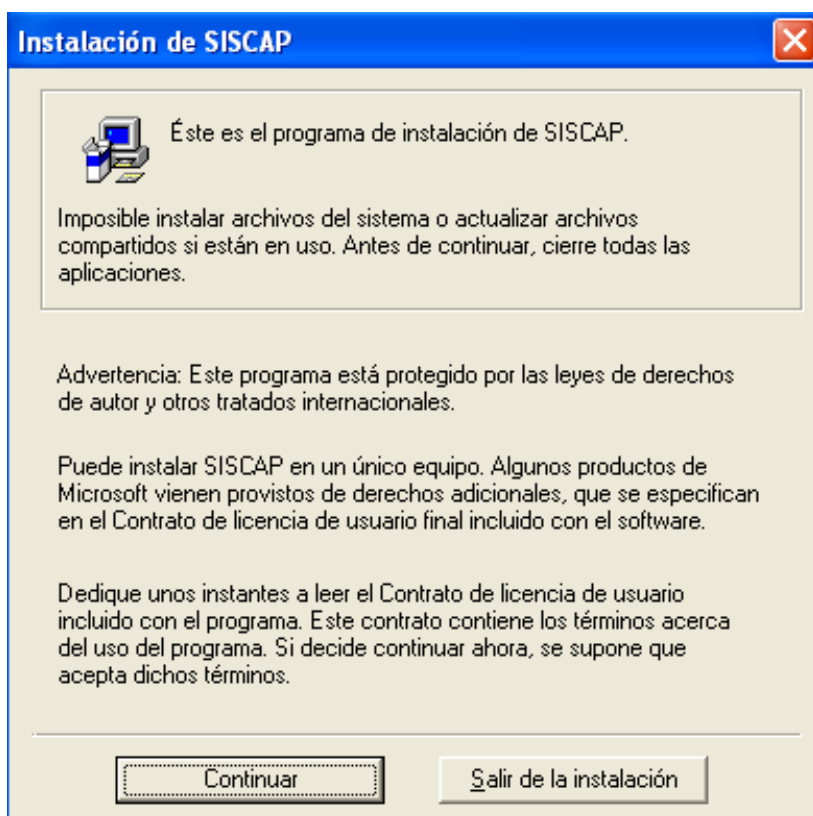 Instalación de SISCAP
Éste es el programa de instalación de SISCAP.
Imposible instalar archivos del sistema o actualizar archivos
compartidos si están en uso. Antes de continuar, cierre todas las
aplicaciones.
Advertencia: Este programa está protegido por las leyes de derechos
de autor y otros tratados internacionales.
Puede instalar SISCAP en un único equipo. Algunos productos de
Microsoft vienen provistos de derechos adicionales, que se especifican
en el Contrato de licencia de usuario final incluido con el software.
Dedique unos instantes a leer el Contrato de licencia de usuario
incluido con el programa. Este contrato contiene los términos acerca
del uso del programa. Si decide continuar ahora, se supone que
acepta dichos términos.
Continuar
Salir de la instalación